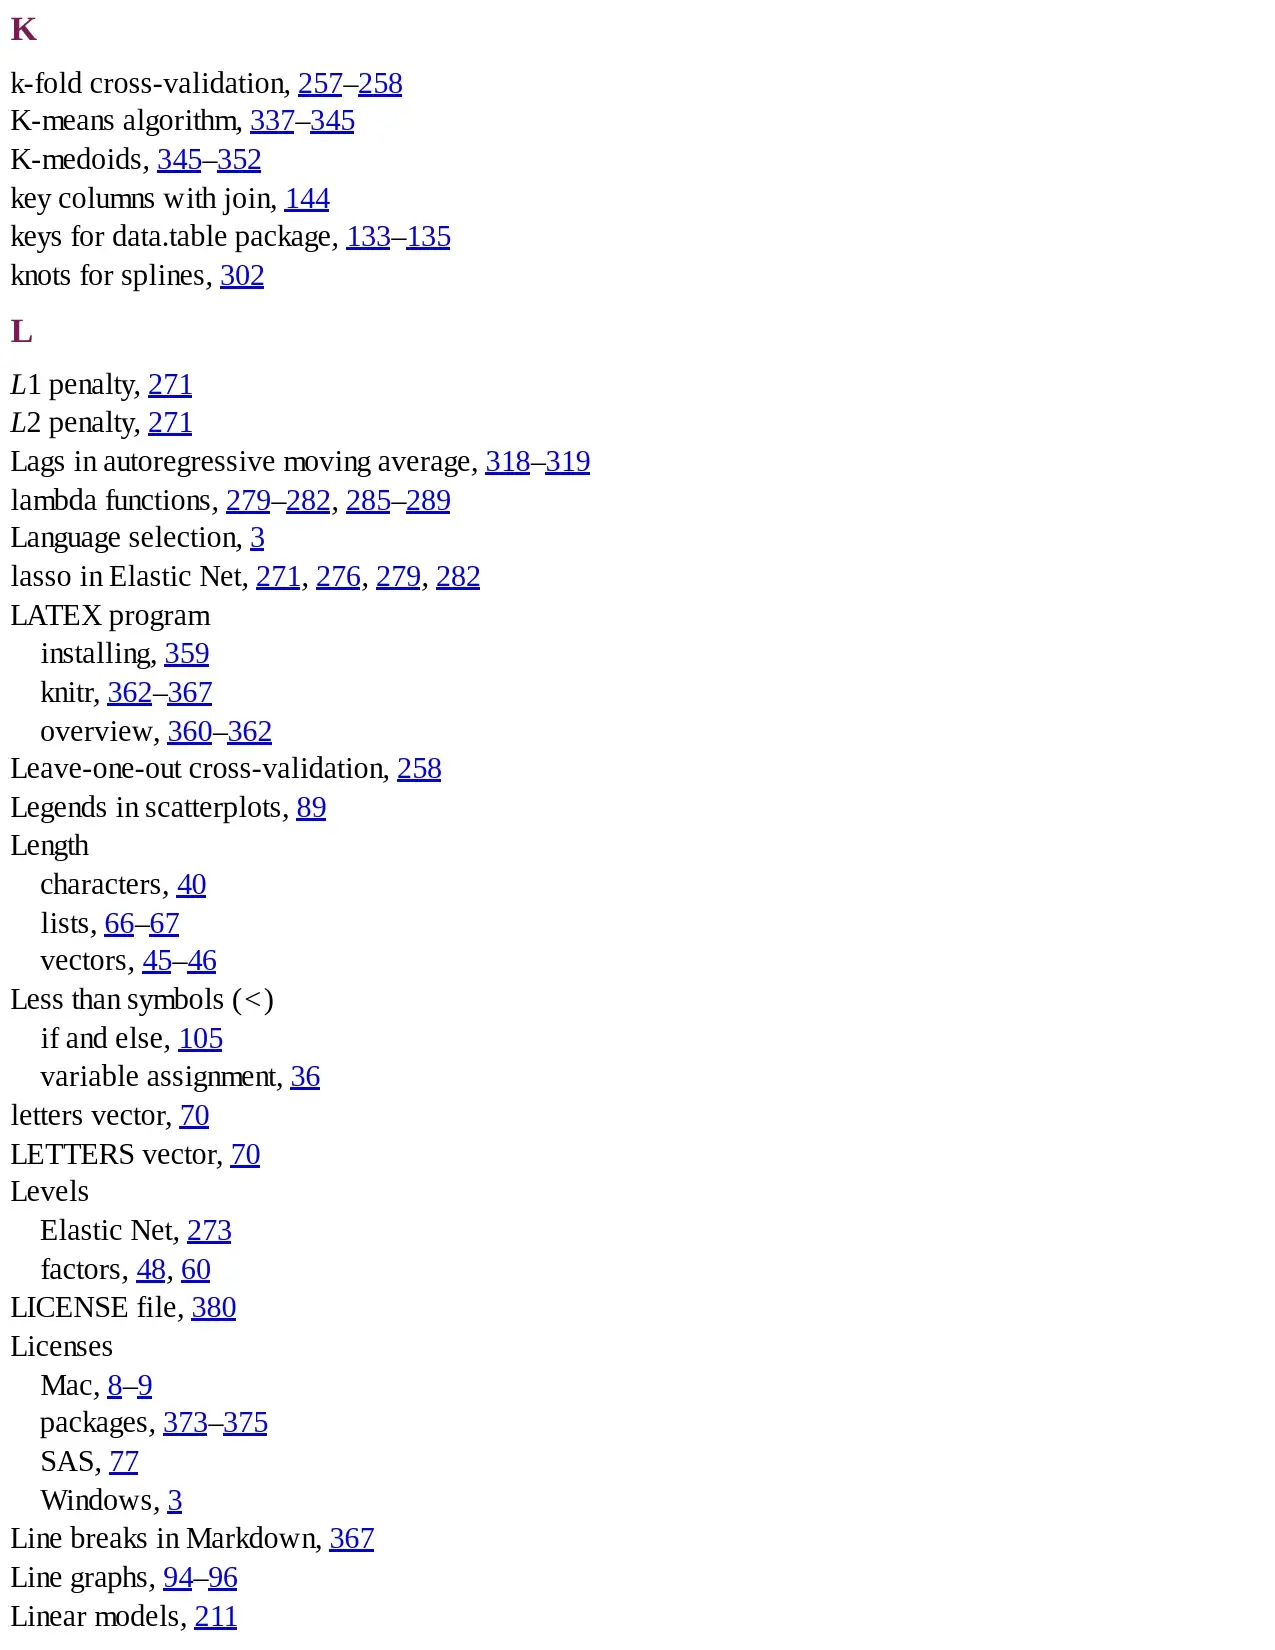 K
k-fold cross-validation, 257–258
K-means algorithm, 337–345
K-medoids, 345–352
key columns with join, 144
keys for data.table package, 133–135
knots for splines, 302
L
L1 penalty, 271
L2 penalty, 271
Lags in autoregressive moving average, 318–319
lambda functions, 279–282, 285–289
Language selection, 3
lasso in Elastic Net, 271, 276, 279, 282
LATEX program
installing, 359
knitr, 362–367
overview, 360–362
Leave-one-out cross-validation, 258
Legends in scatterplots, 89
Length
characters, 40
lists, 66–67
vectors, 45–46
Less than symbols (<)
if and else, 105
variable assignment, 36
letters vector, 70
LETTERS vector, 70
Levels
Elastic Net, 273
factors, 48, 60
LICENSE file, 380
Licenses
Mac, 8–9
packages, 373–375
SAS, 77
Windows, 3
Line breaks in Markdown, 367
Line graphs, 94–96
Linear models, 211